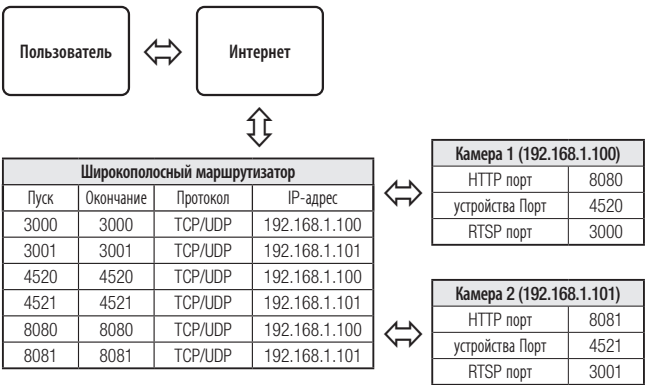 Пользователь
Интернет
Широкополосный маршрутизатор
Пуск Окончание Протокол IP-адрес
3000 3000 TCP/UDP 192.168.1.100
3001 3001 TCP/UDP 192.168.1.101
4520 4520 TCP/UDP 192.168.1.100
4521 4521 TCP/UDP 192.168.1.101
8080 8080 TCP/UDP 192.168.1.100
8081 8081 TCP/UDP 192.168.1.101
Камера 1 (192.168.1.100)
HTTP порт 8080
устройства Порт 4520
RTSP порт 3000
Камера 2 (192.168.1.101)
HTTP порт 8081
устройства Порт 4521
RTSP порт 3001